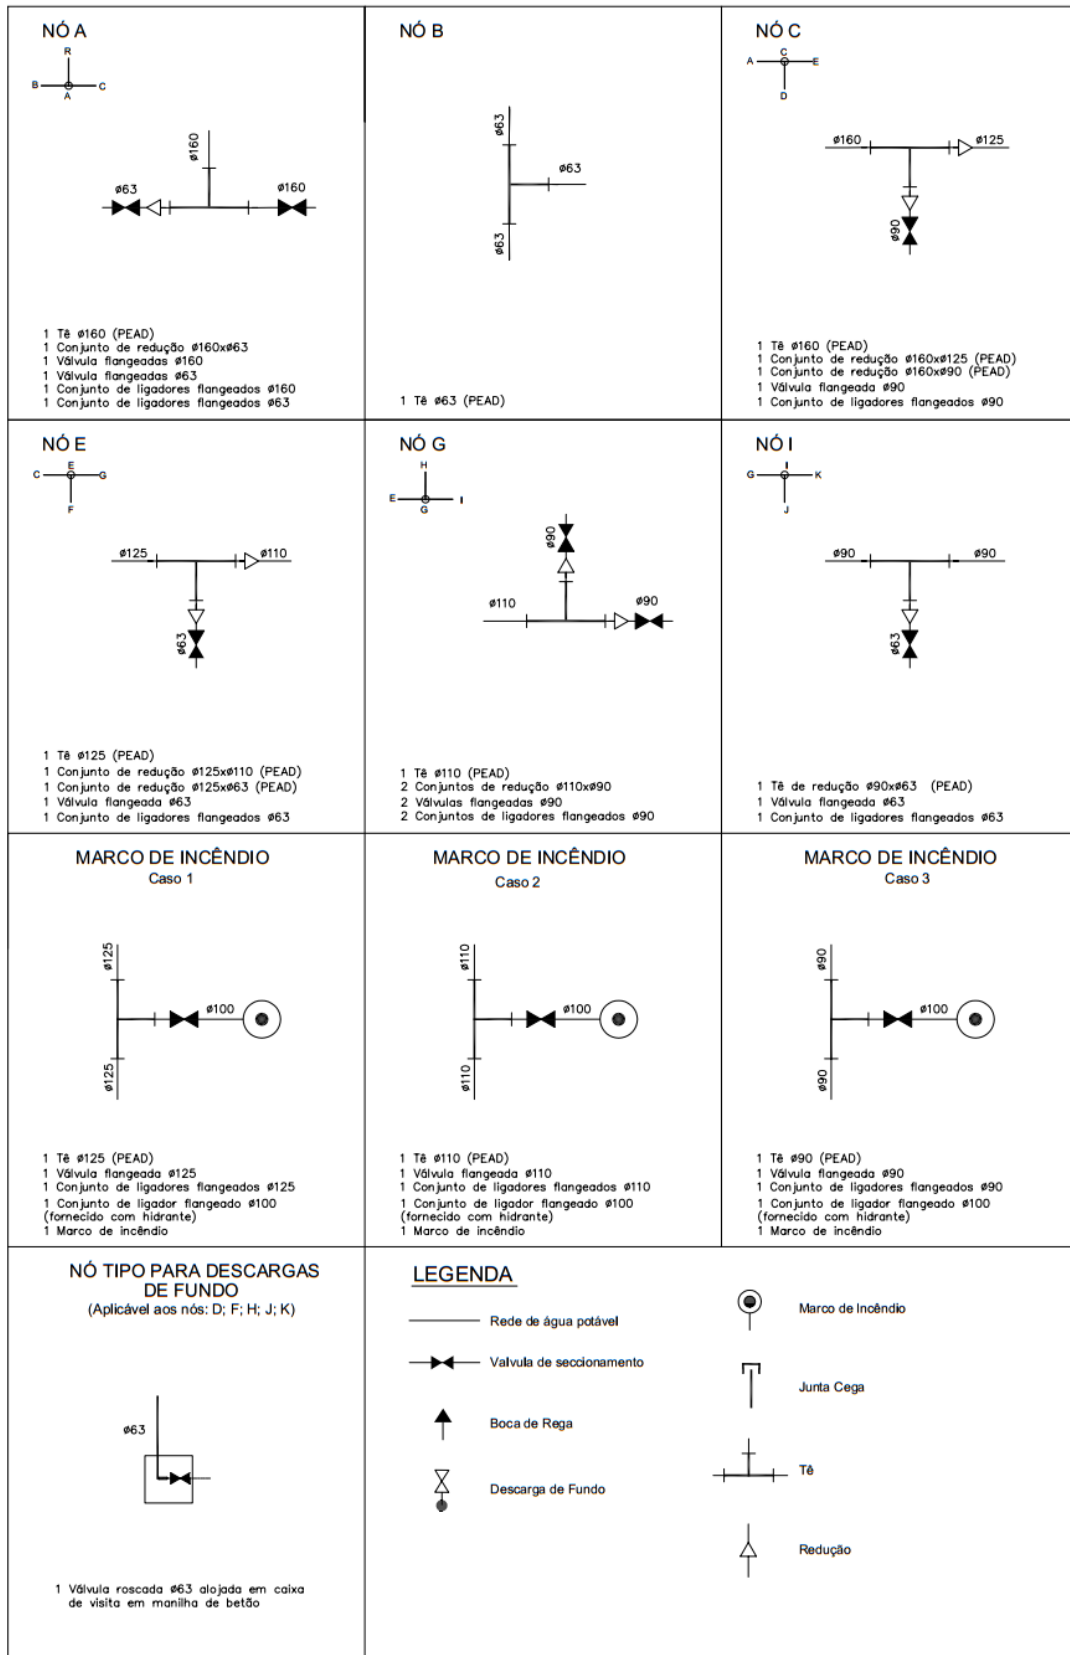 NÓ A
R
B
C
A
ø160
ø63
ø160
1 Tê ø160 (PEAD)
1 Conjunto de redução ø160xø63
1 Válvula flangeadas ø160
1 Válvula flangeadas ø63
1 Conjunto de ligadores flangeados ø160
1 Conjunto de ligadores flangeados ø63
NÓ B
ø63
ø63
ø63
1 Tê ø63 (PEAD)
NÓ C
C
A
E
D
ø160
ø125
ø90
1 Tê ø160 (PEAD)
1 Conjunto de redução ø160xø125 (PEAD)
1 Conjunto de redução ø160xø90 (PEAD)
1 Válvula flangeada ø90
1 Conjunto de ligadores flangeados ø90
NÓ E
E
C
G
F
ø125
ø110
ø63
1 Tê ø125 (PEAD)
1 Conjunto de redução ø125xø110 (PEAD)
1 Conjunto de redução ø125xø63 (PEAD)
1 Válvula flangeada ø63
1 Conjunto de ligadores flangeados ø63
NÓ G
H
E
I
G
ø90
ø110
ø90
1 Tê ø110 (PEAD)
2 Conjuntos de redução ø110xø90
2 Válvulas flangeadas ø90
2 Conjuntos de ligadores flangeados ø90
NÓ I
I
G
K
J
ø90
ø90
ø63
1 Tê de redução ø90xø63 (PEAD)
1 Válvula flangeada ø63
1 Conjunto de ligadores flangeados ø63
MARCO DE INCÊNDIO
Caso 1
ø125
ø100
ø125
1 Tê ø125 (PEAD)
1 Válvula flangeada ø125
1 Conjunto de ligadores flangeados ø125
1 Conjunto de ligador flangeado ø100
(fornecido com hidrante)
1 Marco de incêndio
MARCO DE INCÊNDIO
Caso 2
ø110
ø100
ø110
1 Tê ø110 (PEAD)
1 Válvula flangeada ø110
1 Conjunto de ligadores flangeados ø110
1 Conjunto de ligador flangeado ø100
(fornecido com hidrante)
1 Marco de incêndio
MARCO DE INCÊNDIO
Caso 3
ø90
ø100
ø90
1 Tê ø90 (PEAD)
1 Válvula flangeada ø90
1 Conjunto de ligadores flangeados ø90
1 Conjunto de ligador flangeado ø100
(fornecido com hidrante)
1 Marco de incêndio
NÓ TIPO PARA DESCARGAS
DE FUNDO
(Aplicável aos nós: D; F; H; J; K)
ø63
1 Válvula roscada ø63 alojada em caixa
de visita em manilha de betão
LEGENDA
Rede de água potável
Valvula de seccionamento
Boca de Rega
Descarga de Fundo
Marco de Incêndio
Junta Cega
Tê
Redução